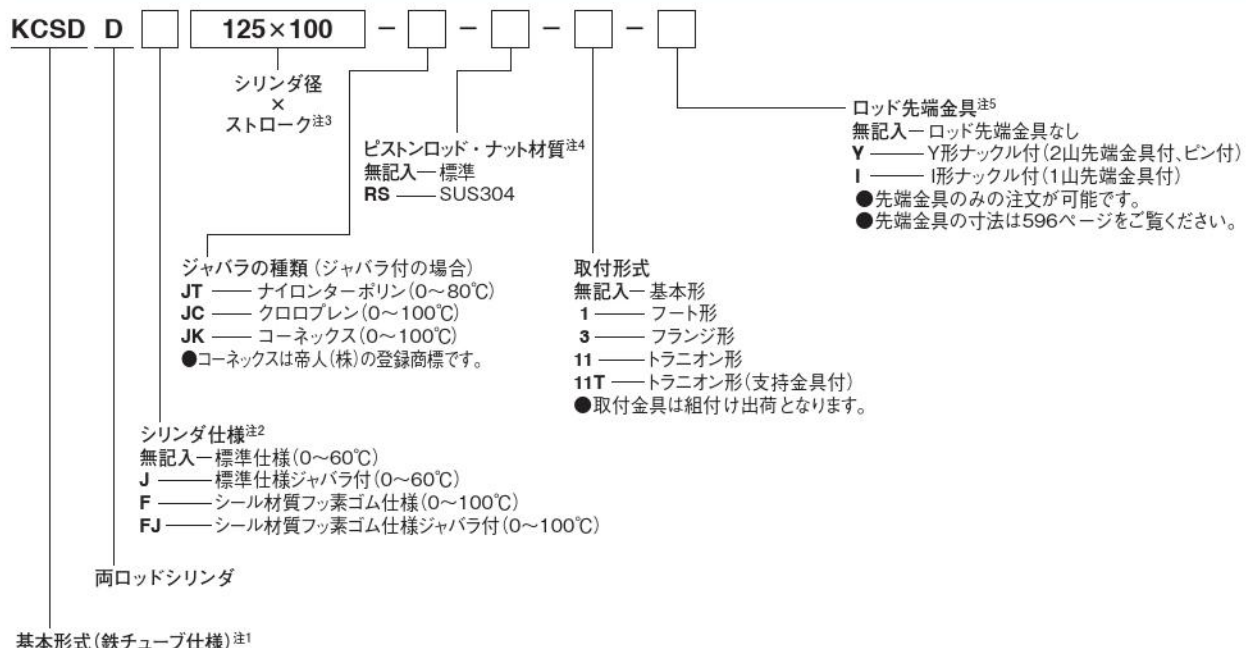 KCSD D □ 125×100 － □ － □ － □ － □
シリンダ径
×
ストローク注3
ロッド先端金具注5
無記入 ロッド先端金具なし
Y Y形ナックル付(2山先端金具付、ピン付)
I I形ナックル付(1山先端金具付)
●先端金具のみの注文が可能です。
●先端金具の寸法は596ページをご覧ください。
ピストンロッド・ナット材質注4
無記入 標準
RS SUS304
ジャバラの種類(ジャバラ付の場合)
JT ナイロンターポリン(0～80℃)
JC クロロプレン(0～100℃)
JK コーネックス(0～100℃)
●コーネックスは帝人(株)の登録商標です。
取付形式
無記入 基本形
1 フート形
3 フランジ形
11 トラニオン形
11T トラニオン形(支持金具付)
●取付金具は組付け出荷となります。
シリンダ仕様注2
無記入 標準仕様(0～60℃)
J 標準仕様ジャバラ付(0～60℃)
F シール材質フッ素ゴム仕様(0～100℃)
FJ シール材質フッ素ゴム仕様ジャバラ付(0～100℃)
両ロッドシリンダ
基本形式(鉄チューブ仕様)注1